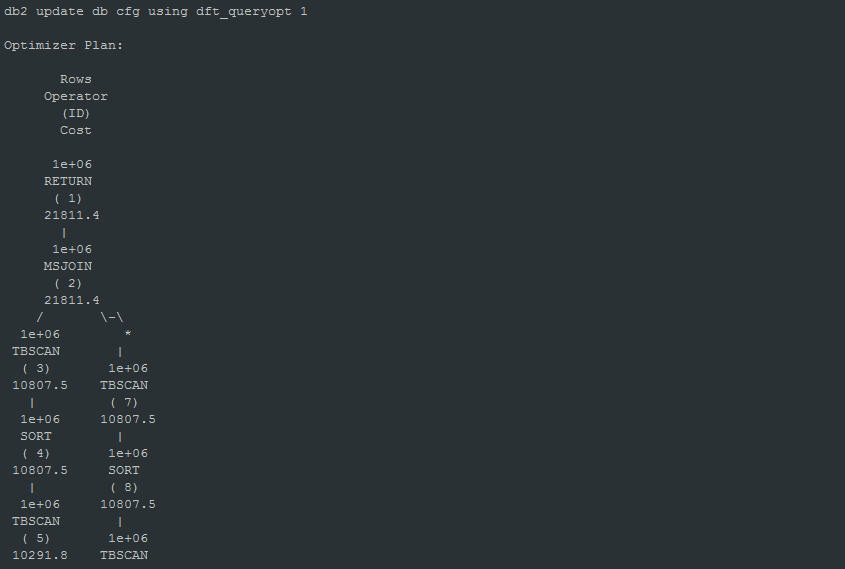 db2 update db cfg using dft_queryopt 1
Optimizer Plan:
Rows
Operator
(ID)
Cost
1e+06
RETURN
( 1)
21811.4
|
1e+06
MSJOIN
( 2)
21811.4
/       \-\
1e+06        *
TBSCAN       |
( 3)       1e+06
10807.5    TBSCAN
|         ( 7)
1e+06     10807.5
SORT        |
( 4)       1e+06
10807.5     SORT
|         ( 8)
1e+06     10807.5
TBSCAN       |
( 5)       1e+06
10291.8    TBSCAN